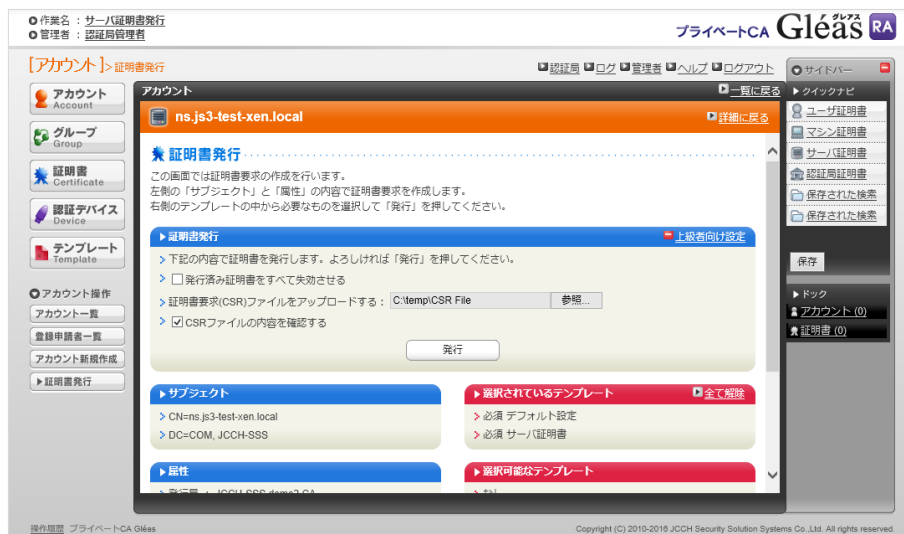 作業名 : サーバ証明書発行
管理者 : 認証局管理者
プライベートCA Gléas グレアス RA
[アカウント]>証明書発行
認証局 ログ 管理者 ヘルプ ログアウト
アカウント
Account
グループ
Group
証明書
Certificate
認証デバイス
Device
テンプレート
Template
アカウント操作
アカウント一覧
登録申請者一覧
アカウント新規作成
証明書発行
アカウント
一覧に戻る
ns.js3-test-xen.local
詳細に戻る
証明書発行
この画面では証明書要求の作成を行います。
左側の「サブジェクト」と「属性」の内容で証明書要求を作成します。
右側のテンプレートの中から必要なものを選択して「発行」を押してください。
証明書発行
上級者向け設定
下記の内容で証明書を発行します。よろしければ「発行」を押してください。
発行済み証明書をすべて失効させる
証明書要求(CSR)ファイルをアップロードする : C:\temp\CSR File 参照...
CSRファイルの内容を確認する
発行
サブジェクト
CN=ns.js3-test-xen.local
DC=COM, JCCH-SSS
選択されているテンプレート
全て解除
必須 デフォルト設定
必須 サーバ証明書
属性
選択可能なテンプレート
サイドバー
クイックナビ
ユーザ証明書
マシン証明書
サーバ証明書
認証局証明書
保存された検索
保存された検索
保存
ドック
アカウント (0)
証明書 (0)
操作履歴 プライベートCA Gléas
Copyright (C) 2010-2016 JCCH Security Solution Systems Co.,Ltd. All rights reserved.